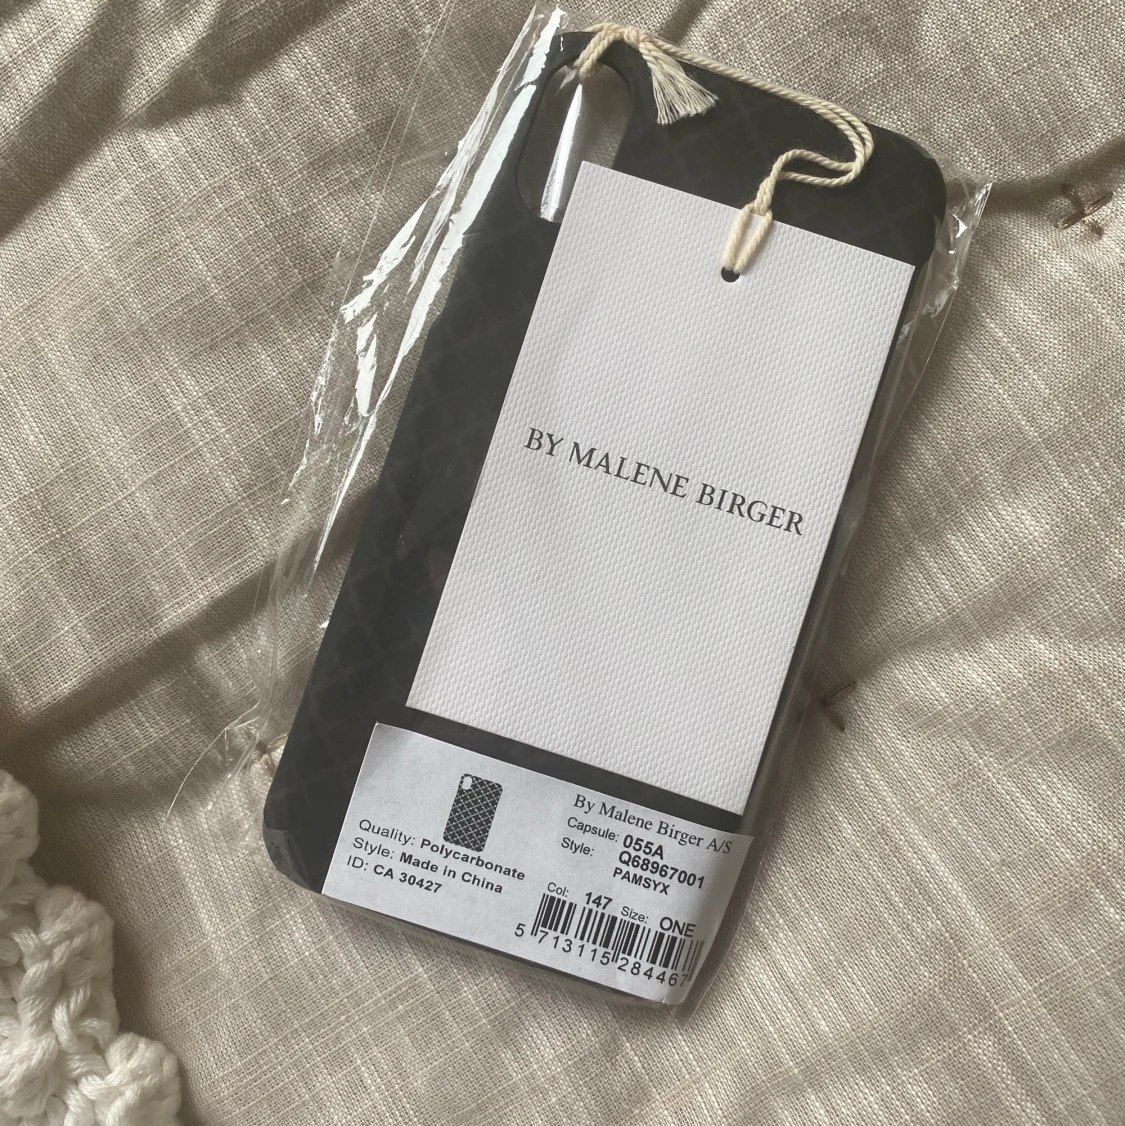 BY MALENE BIRGER
Quality: Polycarbonate
Style: Made in China
ID: CA 30427
By Malene Birger A/S
Capsule: 055A
Style: Q68967001
PAMSYX
Col: 147 Size: ONE
5 713115 284467